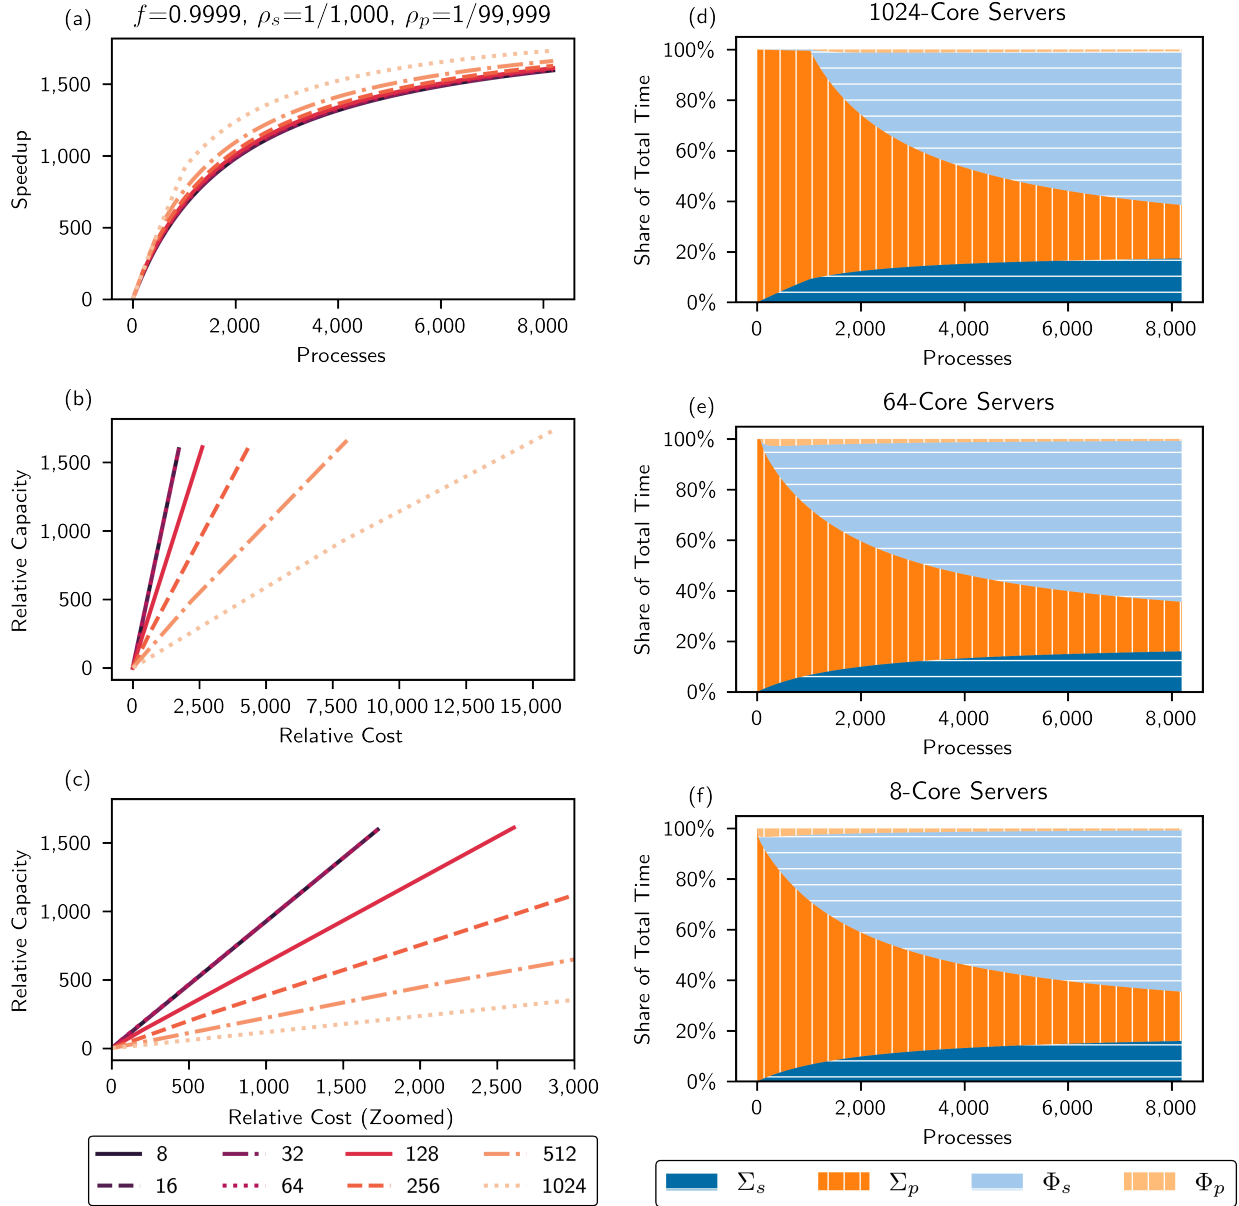 (a)
f=0.9999, ρs=1/1,000, ρp=1/99,999
1,500
1,000
500
0
Speedup
0 2,000 4,000 6,000 8,000
Processes
(b)
1,500
1,000
500
0
Relative Capacity
0 2,500 5,000 7,500 10,000 12,500 15,000
Relative Cost
(c)
1,500
1,000
500
0
Relative Capacity
0 500 1,000 1,500 2,000 2,500 3,000
Relative Cost (Zoomed)
8 32 128 512
16 64 256 1024
(d)
1024-Core Servers
100%
80%
60%
40%
20%
0%
Share of Total Time
0 2,000 4,000 6,000 8,000
Processes
(e)
64-Core Servers
100%
80%
60%
40%
20%
0%
Share of Total Time
0 2,000 4,000 6,000 8,000
Processes
(f)
8-Core Servers
100%
80%
60%
40%
20%
0%
Share of Total Time
0 2,000 4,000 6,000 8,000
Processes
Σs Σp Φs Φp